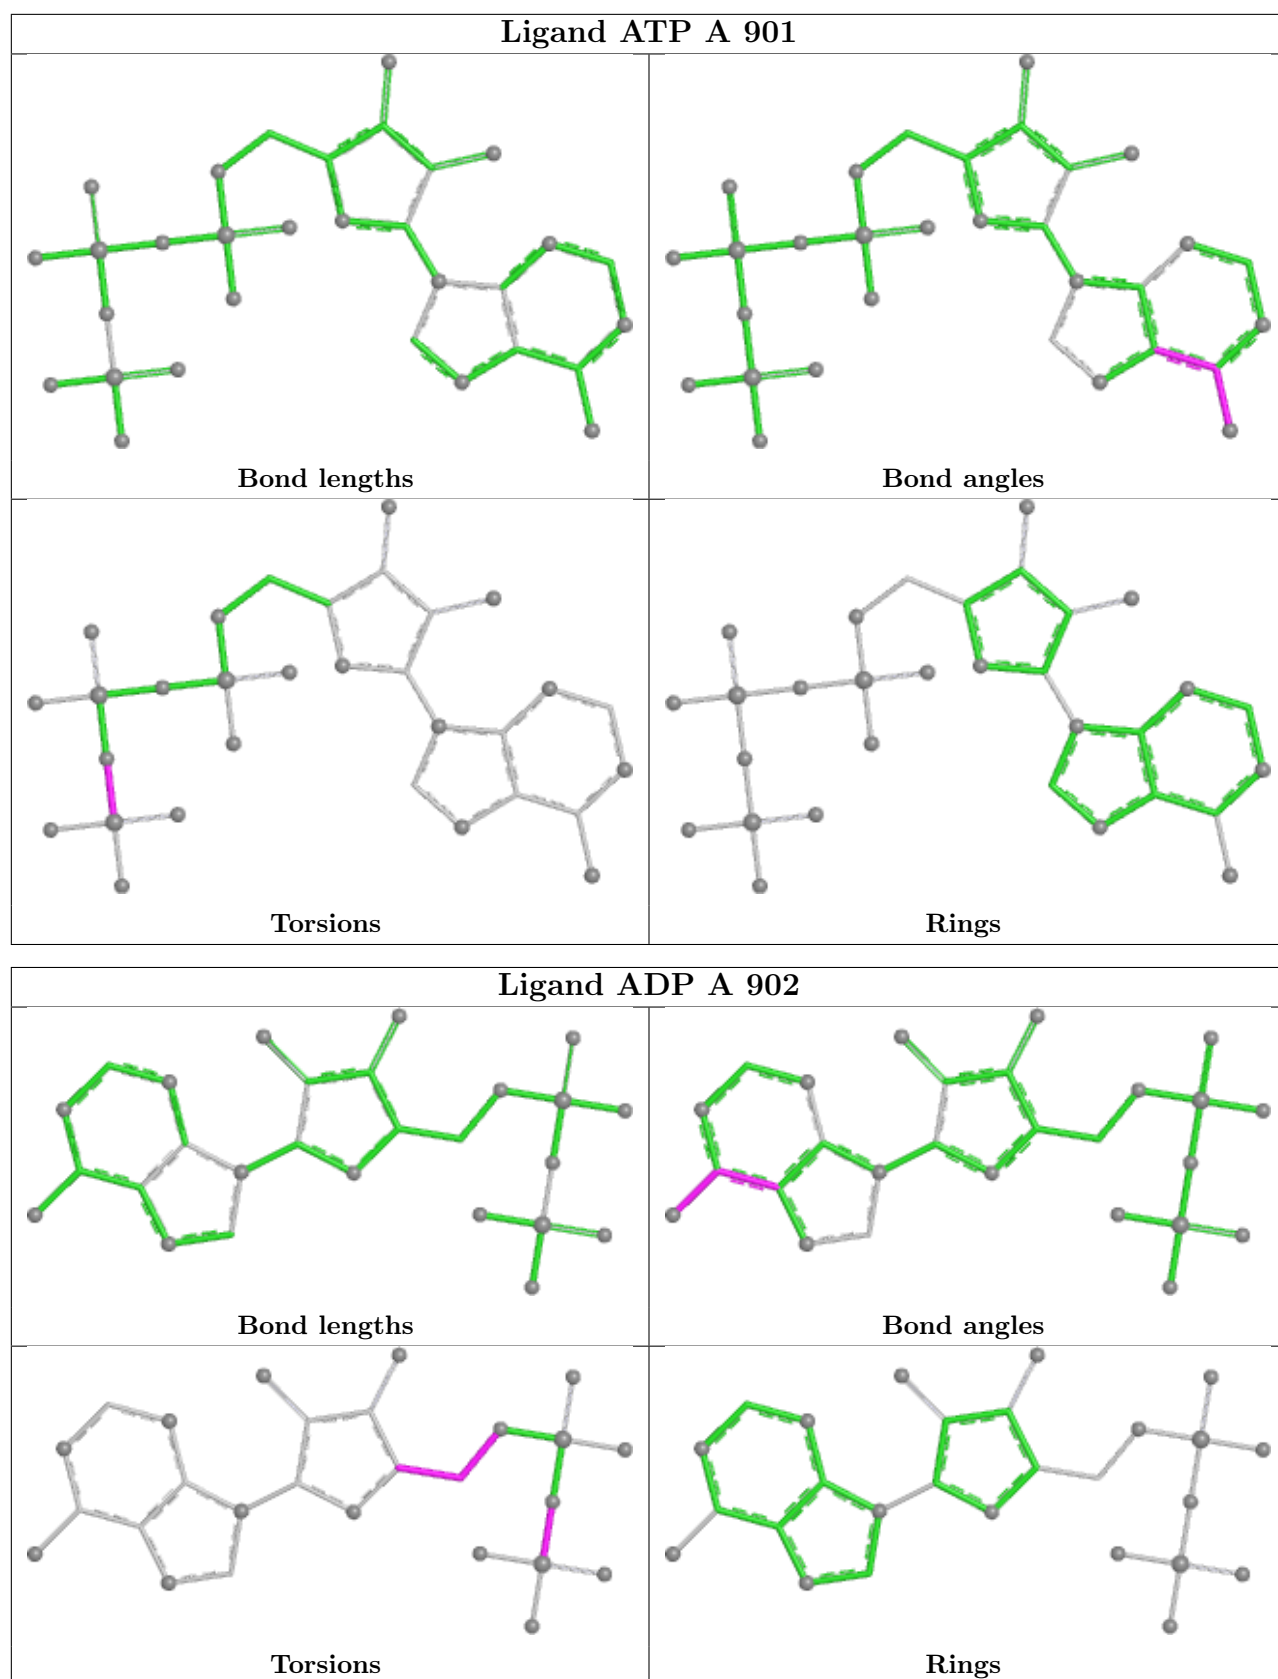 Ligand ATP A 901
Bond lengths
Bond angles
Torsions
Rings
Ligand ADP A 902
Bond lengths
Bond angles
Torsions
Rings